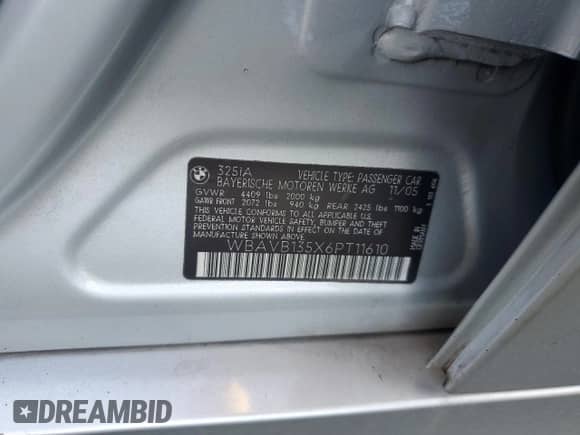 BMW
325IA VEHICLE TYPE: PASSENGER CAR
BAYERISCHE MOTOREN WERKE AG 11/05
GVWR 4409 lbs 2000 kg
GAWR FRONT 2072 lbs 940 kg REAR 2425 lbs 1100 kg
THIS VEHICLE CONFORMS TO ALL APPLICABLE FEDERAL
MOTOR VEHICLE SAFETY, BUMPER, AND THEFT
PREVENTION STANDARDS IN EFFECT ON THE DATE OF
MANUFACTURE SHOWN ABOVE.
WBAVB135X6PT11610
DREAMBID